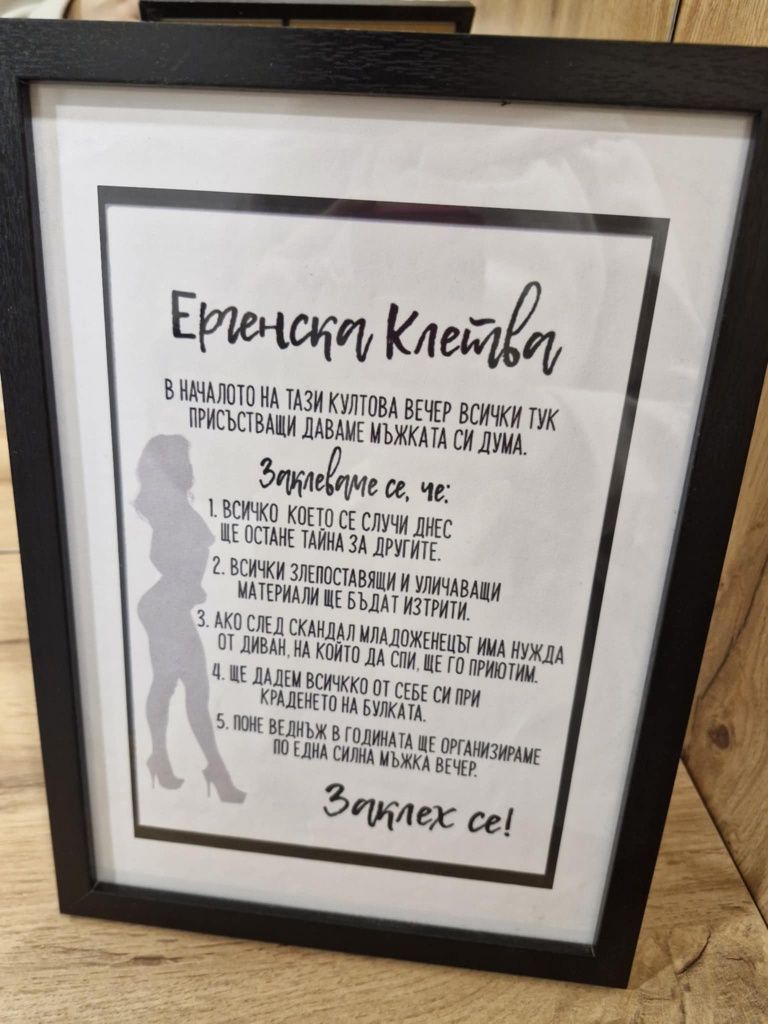 Ергенска Клетва
В НАЧАЛОТО НА ТАЗИ КУЛТОВА ВЕЧЕР ВСИЧКИ ТУК
ПРИСЪСТВАЩИ ДАВАМЕ МЪЖКАТА СИ ДУМА.
Заклеваме се, че:
1. ВСИЧКО КОЕТО СЕ СЛУЧИ ДНЕС
ЩЕ ОСТАНЕ ТАЙНА ЗА ДРУГИТЕ.
2. ВСИЧКИ ЗЛЕПОСТАВЯЩИ И УЛИЧАВАЩИ
МАТЕРИАЛИ ЩЕ БЪДАТ ИЗТРИТИ.
3. АКО СЛЕД СКАНДАЛ МЛАДОЖЕНЕЦЪТ ИМА НУЖДА
ОТ ДИВАН, НА КОЙТО ДА СПИ, ЩЕ ГО ПРИЮТИМ.
4. ЩЕ ДАДЕМ ВСИЧККО ОТ СЕБЕ СИ ПРИ
КРАДЕНЕТО НА БУЛКАТА.
5. ПОНЕ ВЕДНЪЖ В ГОДИНАТА ЩЕ ОРГАНИЗИРАМЕ
ПО ЕДНА СИЛНА МЪЖКА ВЕЧЕР.
Заклех се!